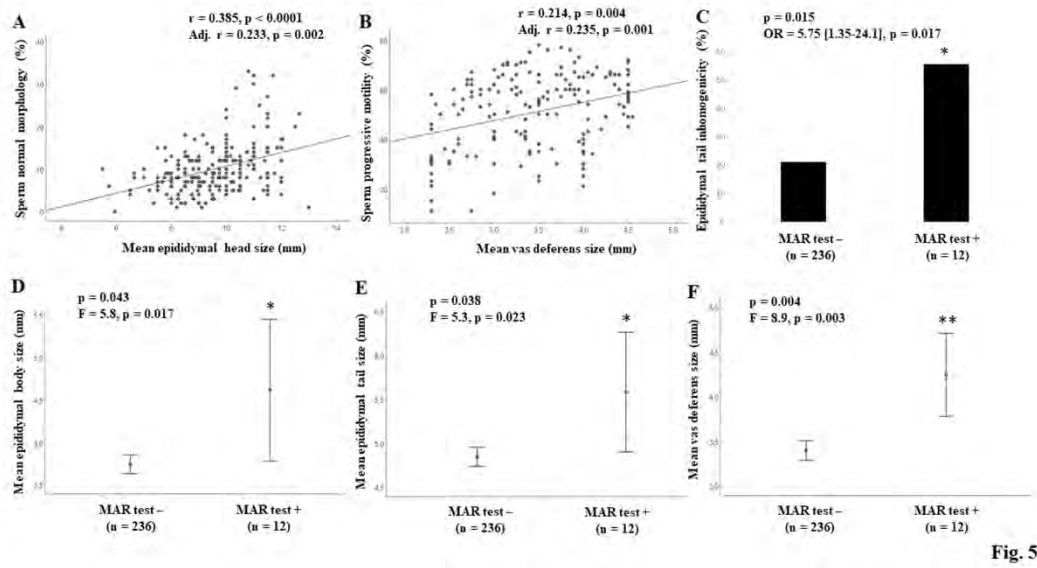 A
r = 0.385, p < 0.0001
Adj. r = 0.233, p = 0.002
Sperm normal morphology (%)
Mean epididymal head size (mm)
B
r = 0.214, p = 0.004
Adj. r = 0.235, p = 0.001
Sperm progressive motility (%)
Mean vas deferens size (mm)
C
p = 0.015
OR = 5.75 [1.35-24.1], p = 0.017
*
Epididymal tail inhomogenicity (%)
MAR test – MAR test +
(n = 236) (n = 12)
D
p = 0.043
F = 5.8, p = 0.017
*
Mean epididymal body size (mm)
MAR test – MAR test +
(n = 236) (n = 12)
E
p = 0.038
F = 5.3, p = 0.023
*
Mean epididymal tail size (mm)
MAR test – MAR test +
(n = 236) (n = 12)
F
p = 0.004
F = 8.9, p = 0.003
**
Mean vas deferens size (mm)
MAR test – MAR test +
(n = 236) (n = 12)
Fig. 5